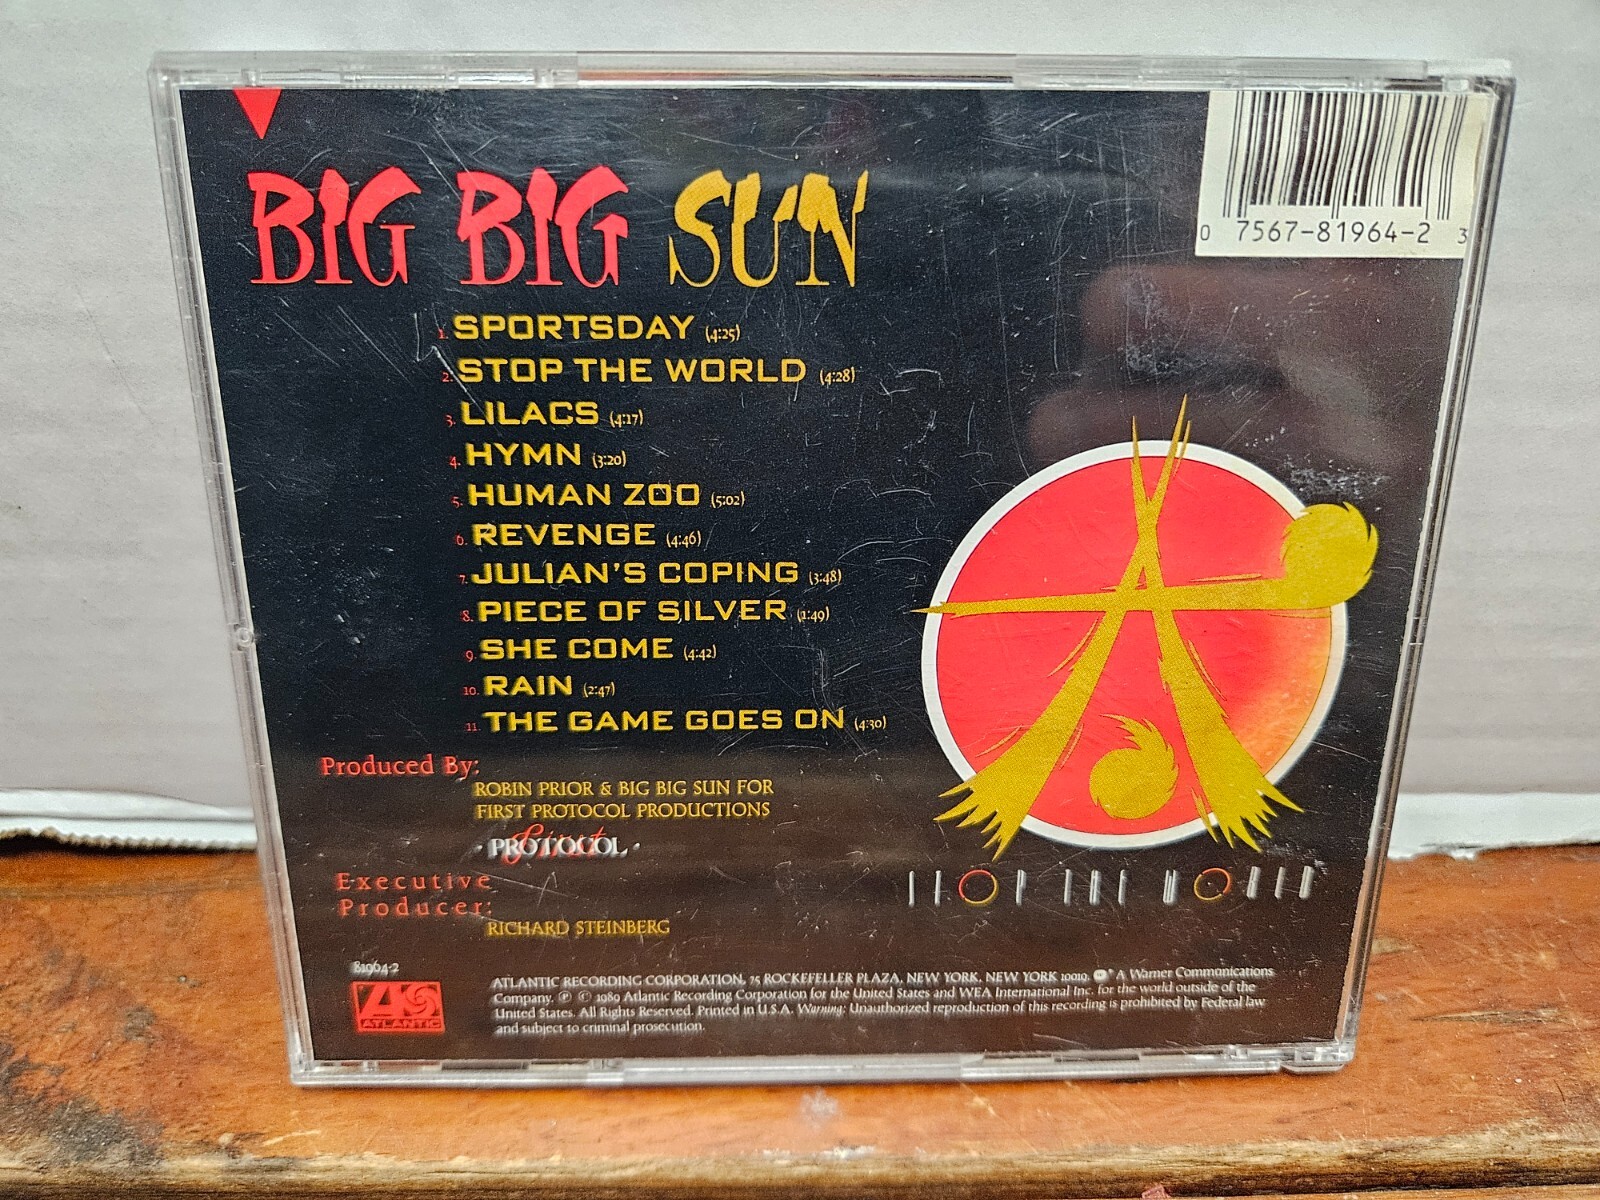 BIG BIG SUN
0 7567-81964-2 3
1. SPORTSDAY (4:25)
2. STOP THE WORLD (4:28)
3. LILACS (4:17)
4. HYMN (3:20)
5. HUMAN ZOO (5:02)
6. REVENGE (4:46)
7. JULIAN'S COPING (3:48)
8. PIECE OF SILVER (1:49)
9. SHE COME (4:42)
10. RAIN (2:47)
11. THE GAME GOES ON (4:30)
Produced By:
ROBIN PRIOR & BIG BIG SUN FOR
FIRST PROTOCOL PRODUCTIONS
First
· PROTOCOL ·
Executive
Producer:
RICHARD STEINBERG
STOP THE WORLD
81964-2
ATLANTIC
ATLANTIC RECORDING CORPORATION, 75 ROCKEFELLER PLAZA, NEW YORK, NEW YORK 10019. ® A Warner Communications
Company. ℗ © 1989 Atlantic Recording Corporation for the United States and WEA International Inc. for the world outside of the
United States. All Rights Reserved. Printed in U.S.A. Warning: Unauthorized reproduction of this recording is prohibited by Federal law
and subject to criminal prosecution.